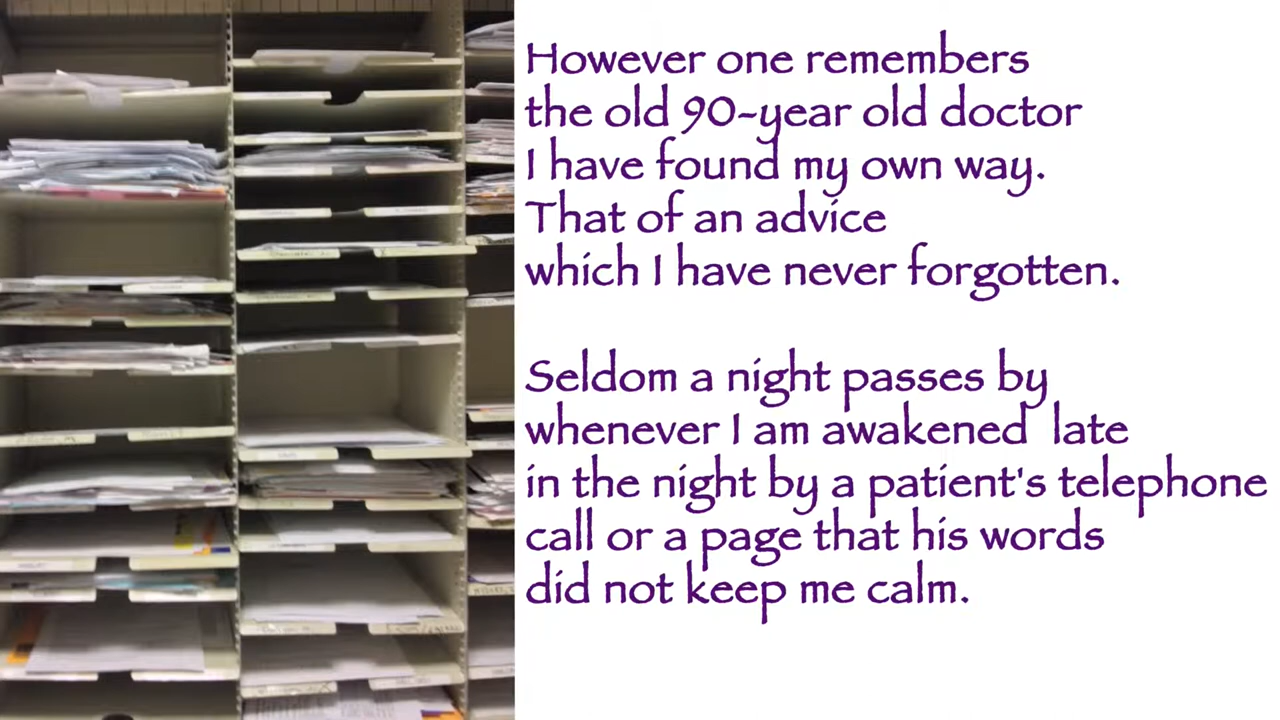 However one remembers
the old 90-year old doctor
I have found my own way.
That of an advice
which I have never forgotten.
Seldom a night passes by
whenever I am awakened late
in the night by a patient's telephone
call or a page that his words
did not keep me calm.